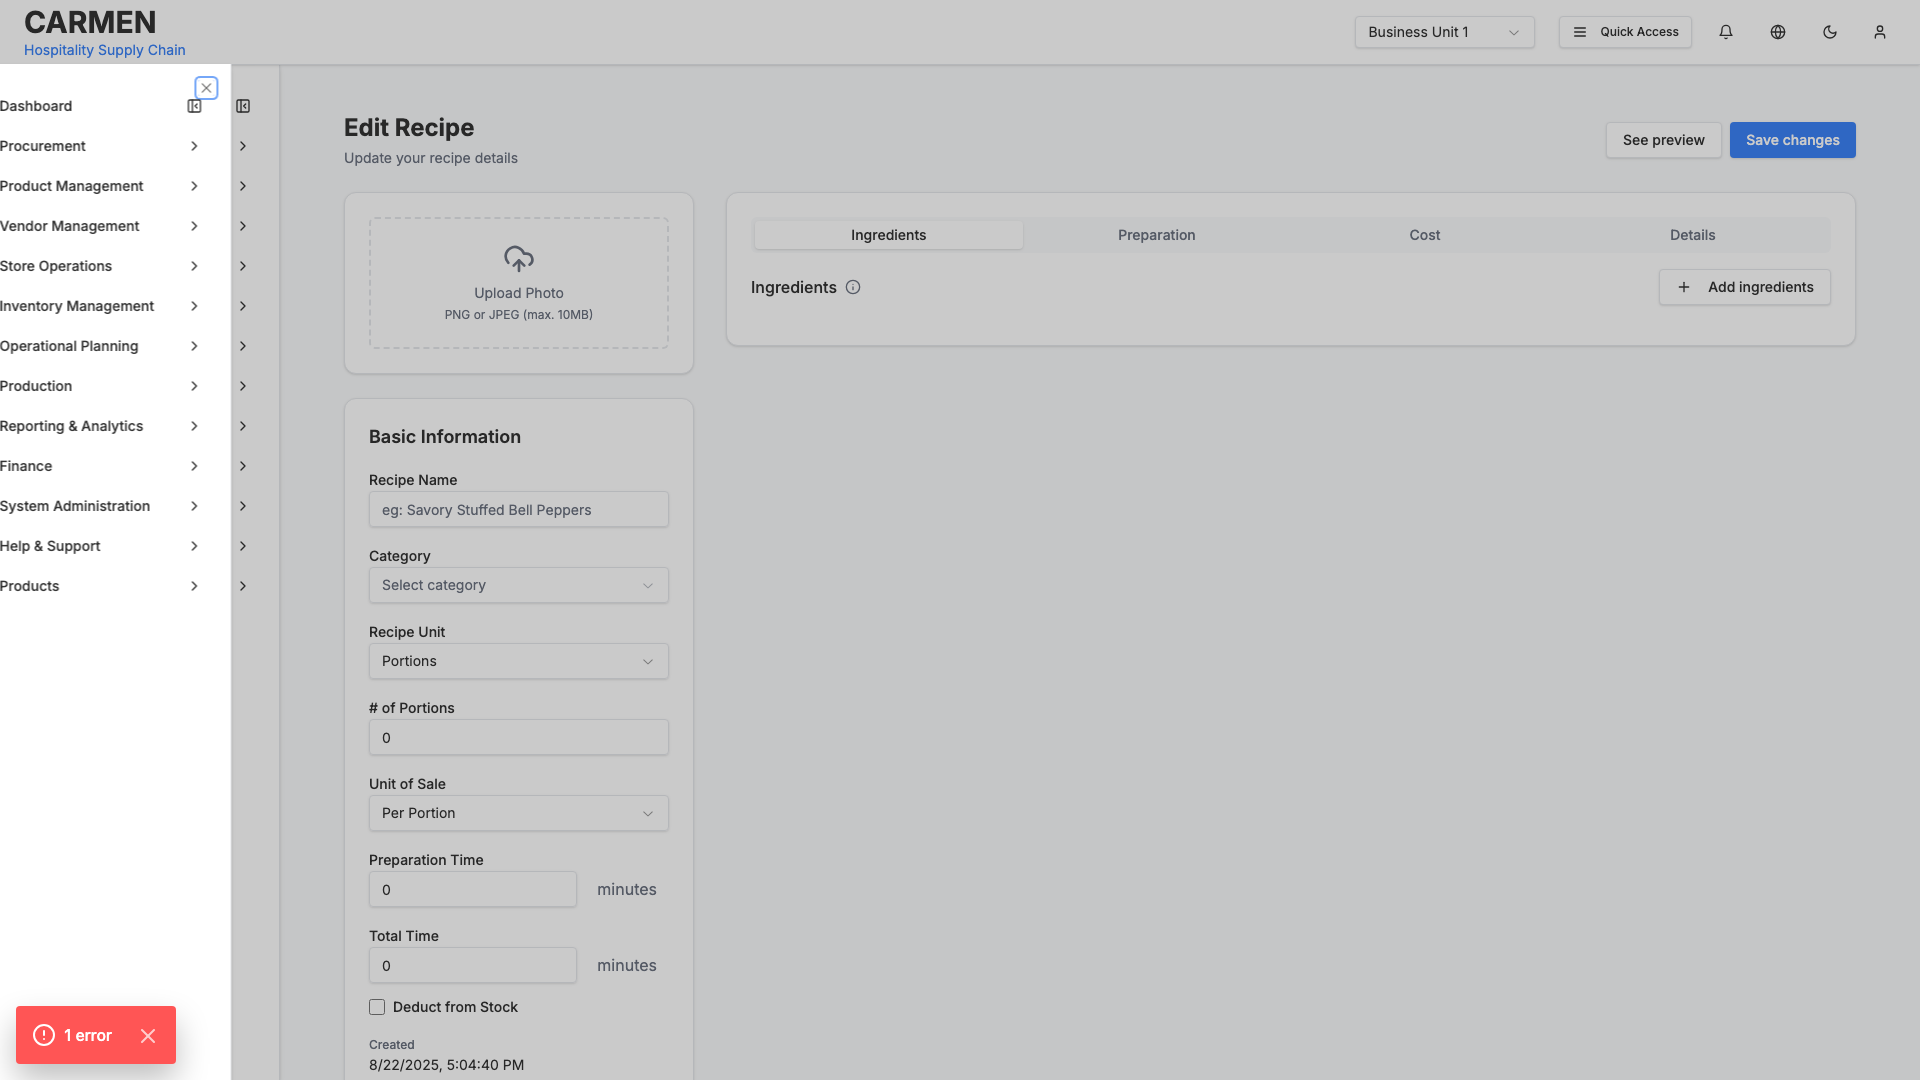 CARMEN
Hospitality Supply Chain
Business Unit 1
Quick Access
Dashboard
Procurement
Product Management
Vendor Management
Store Operations
Inventory Management
Operational Planning
Production
Reporting & Analytics
Finance
System Administration
Help & Support
Products
1 error
Edit Recipe
Update your recipe details
See preview
Save changes
Upload Photo
PNG or JPEG (max. 10MB)
Basic Information
Recipe Name
eg: Savory Stuffed Bell Peppers
Category
Select category
Recipe Unit
Portions
# of Portions
0
Unit of Sale
Per Portion
Preparation Time
0 minutes
Total Time
0 minutes
Deduct from Stock
Created
8/22/2025, 5:04:40 PM
Ingredients Preparation Cost Details
Ingredients
Add ingredients